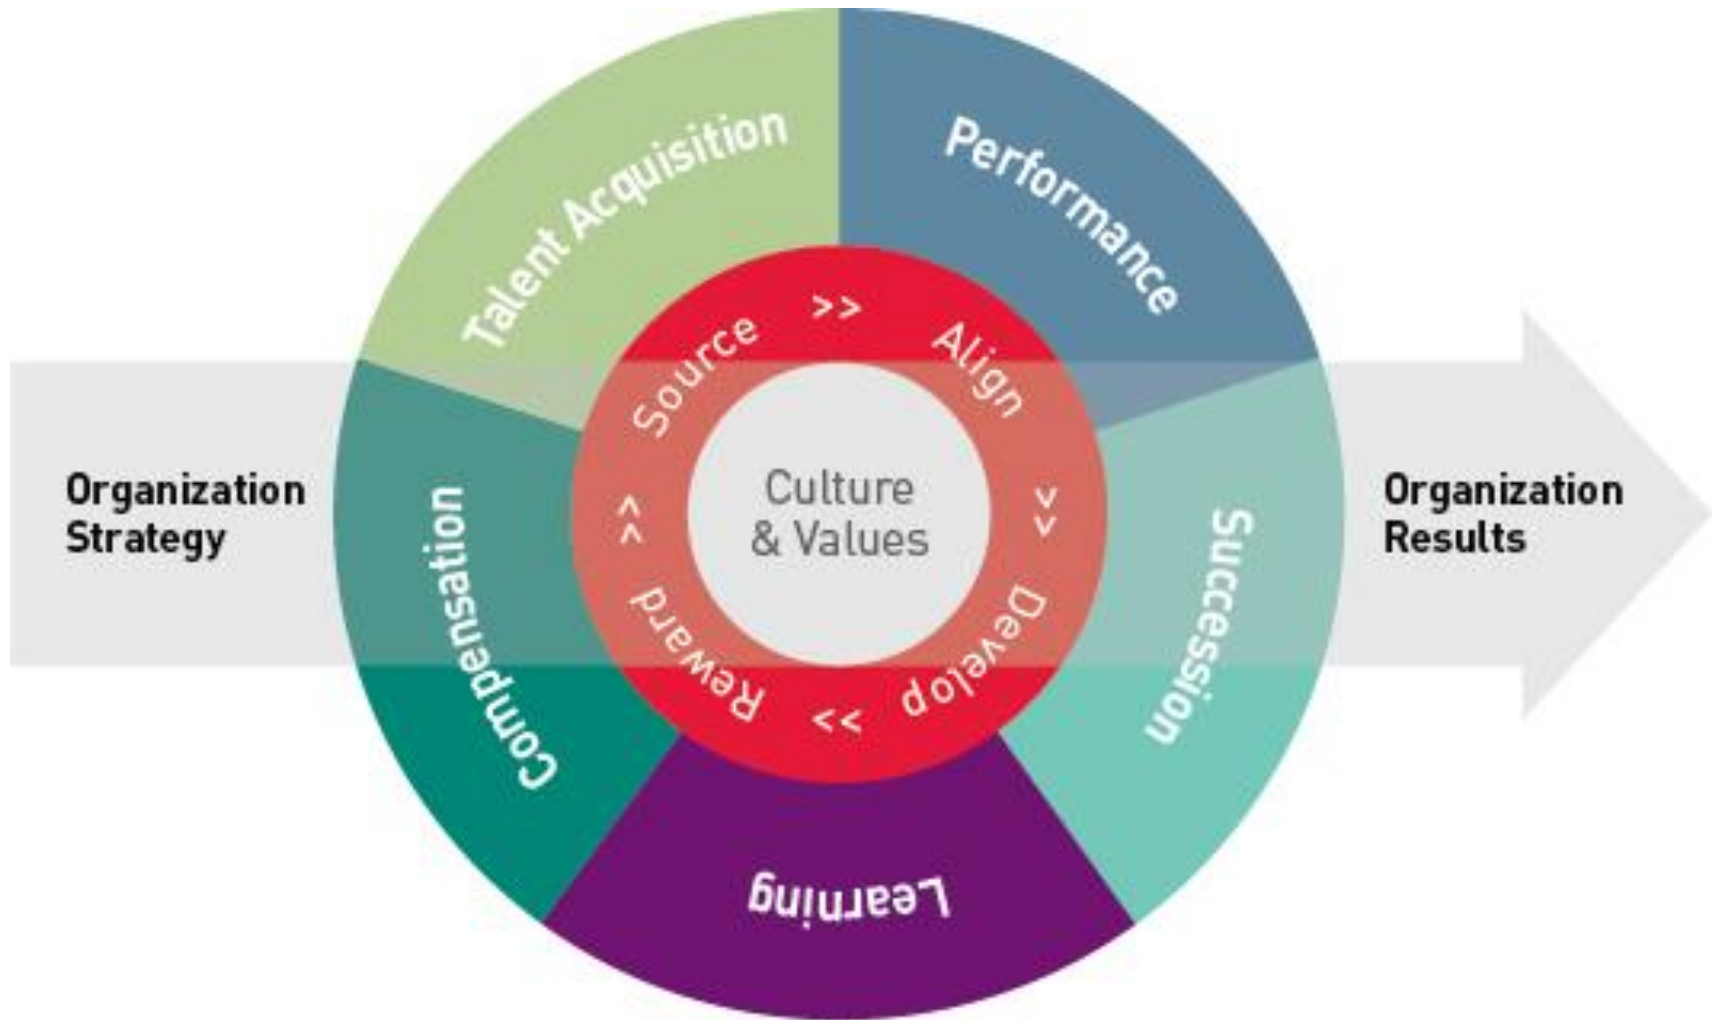 Talent Acquisition
Performance
Succession
Learning
Compensation
Source
>>
Align
>>
Develop
>>
Reward
>>
Culture
& Values
Organization
Strategy
Organization
Results